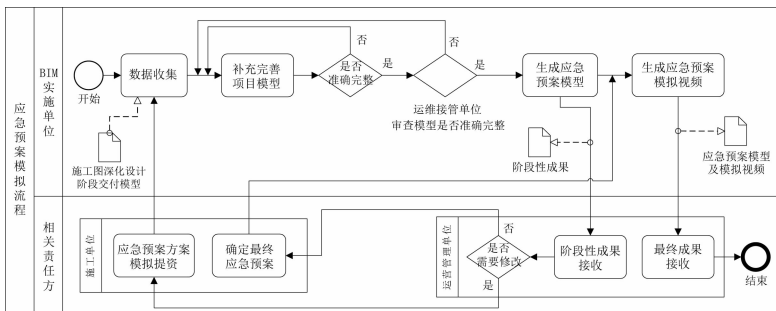 应急预案模拟流程
BIM
实施单位
开始
数据收集
施工图深化设计
阶段交付模型
补充完善
项目模型
否
是否
准确完整
是
否
是
运维接管单位
审查模型是否准确完整
生成应急
预案模型
阶段性成果
生成应急预案
模拟视频
应急预案模型
及模拟视频
相关责任方
施工单位
应急预案方案
模拟提资
确定最终
应急预案
运营管理单位
否
是否
需要修改
是
阶段性成果
接收
最终成果
接收
结束